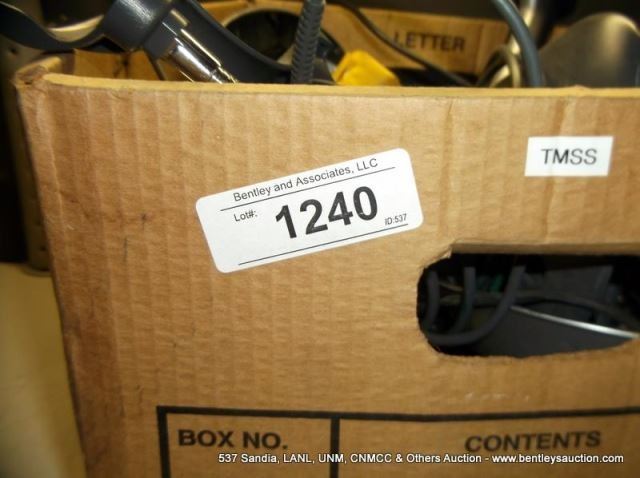 LETTER
TMSS
Bentley and Associates, LLC
Lot#:
1240
ID:537
BOX NO.
CONTENTS
537 Sandia, LANL, UNM, CNMCC & Others Auction - www.bentleysauction.com